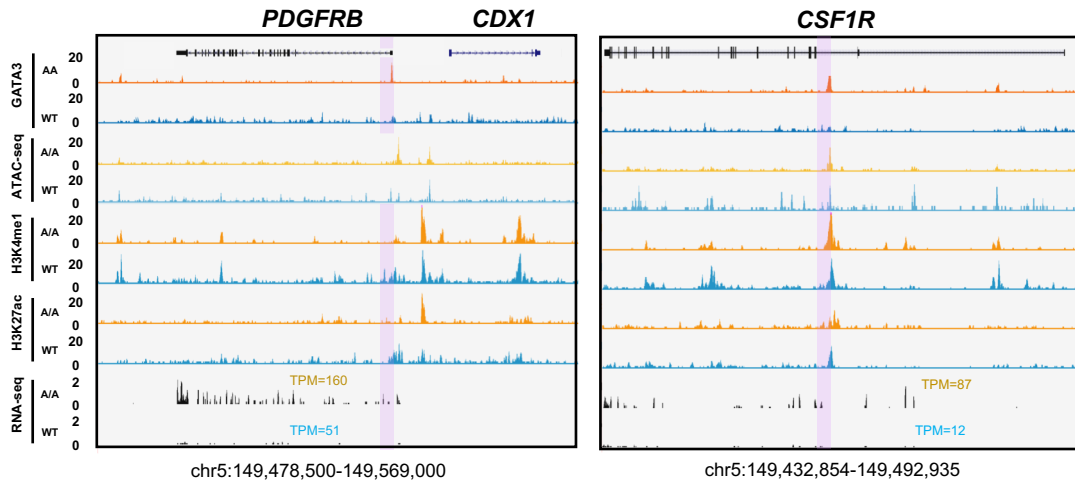 PDGFRB CDX1 CSF1R
GATA3
AA
20
0
WT
20
0
ATAC-seq
A/A
20
0
WT
20
0
H3K4me1
A/A
20
0
WT
20
0
H3K27ac
A/A
20
0
WT
20
0
RNA-seq
A/A
2
0
WT
2
0
TPM=160
TPM=51
TPM=87
TPM=12
chr5:149,478,500-149,569,000
chr5:149,432,854-149,492,935